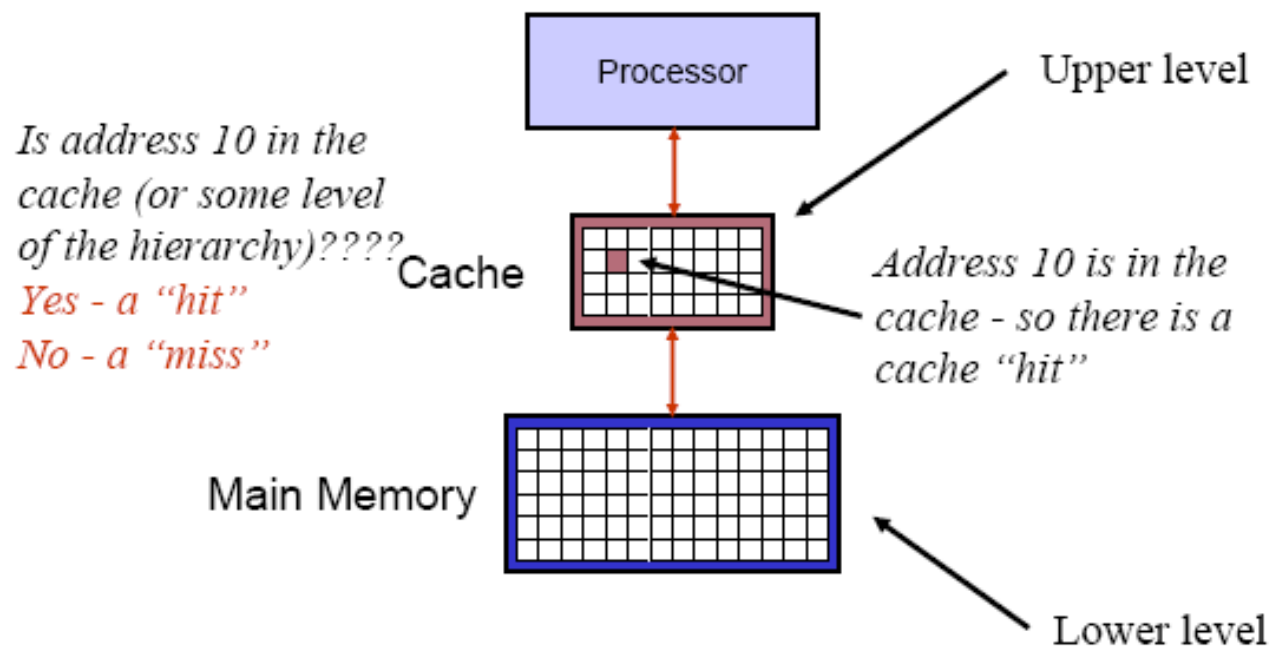 Processor
Upper level
Is address 10 in the
cache (or some level
of the hierarchy)????
Yes - a “hit”
No - a “miss”
Cache
Address 10 is in the
cache - so there is a
cache “hit”
Main Memory
Lower level